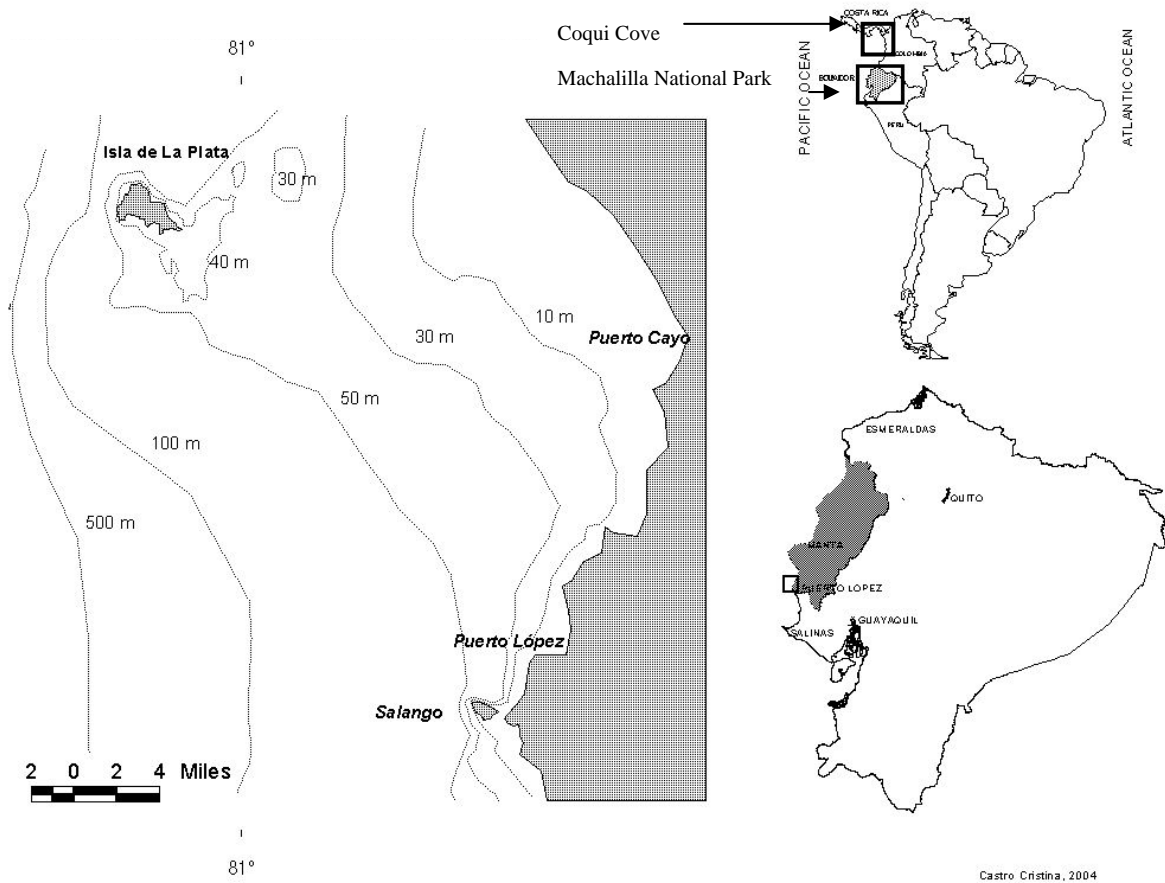 81°
Isla de La Plata
30 m
40 m
10 m
30 m
Puerto Cayo
50 m
100 m
500 m
Puerto López
Salango
2 0 2 4 Miles
81°
Coqui Cove
Machalilla National Park
COSTA RICA
COLOMBIA
ECUADOR
PERU
PACIFIC OCEAN
ATLANTIC OCEAN
ESMERALDAS
QUITO
MANTA
PUERTO LOPEZ
SALINAS
GUAYAQUIL
Castro Cristina, 2004